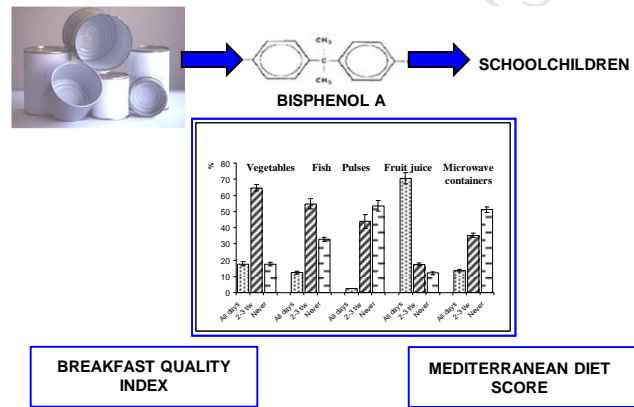 CH3
C
CH3
SCHOOLCHILDREN
BISPHENOL A
%
80
70
60
50
40
30
20
10
0
Vegetables Fish Pulses Fruit juice Microwave
containers
All days 2-3 t/w Never All days 2-3 t/w Never All days 2-3 t/w Never All days 2-3 t/w Never All days 2-3 t/w Never
BREAKFAST QUALITY
INDEX
MEDITERRANEAN DIET
SCORE